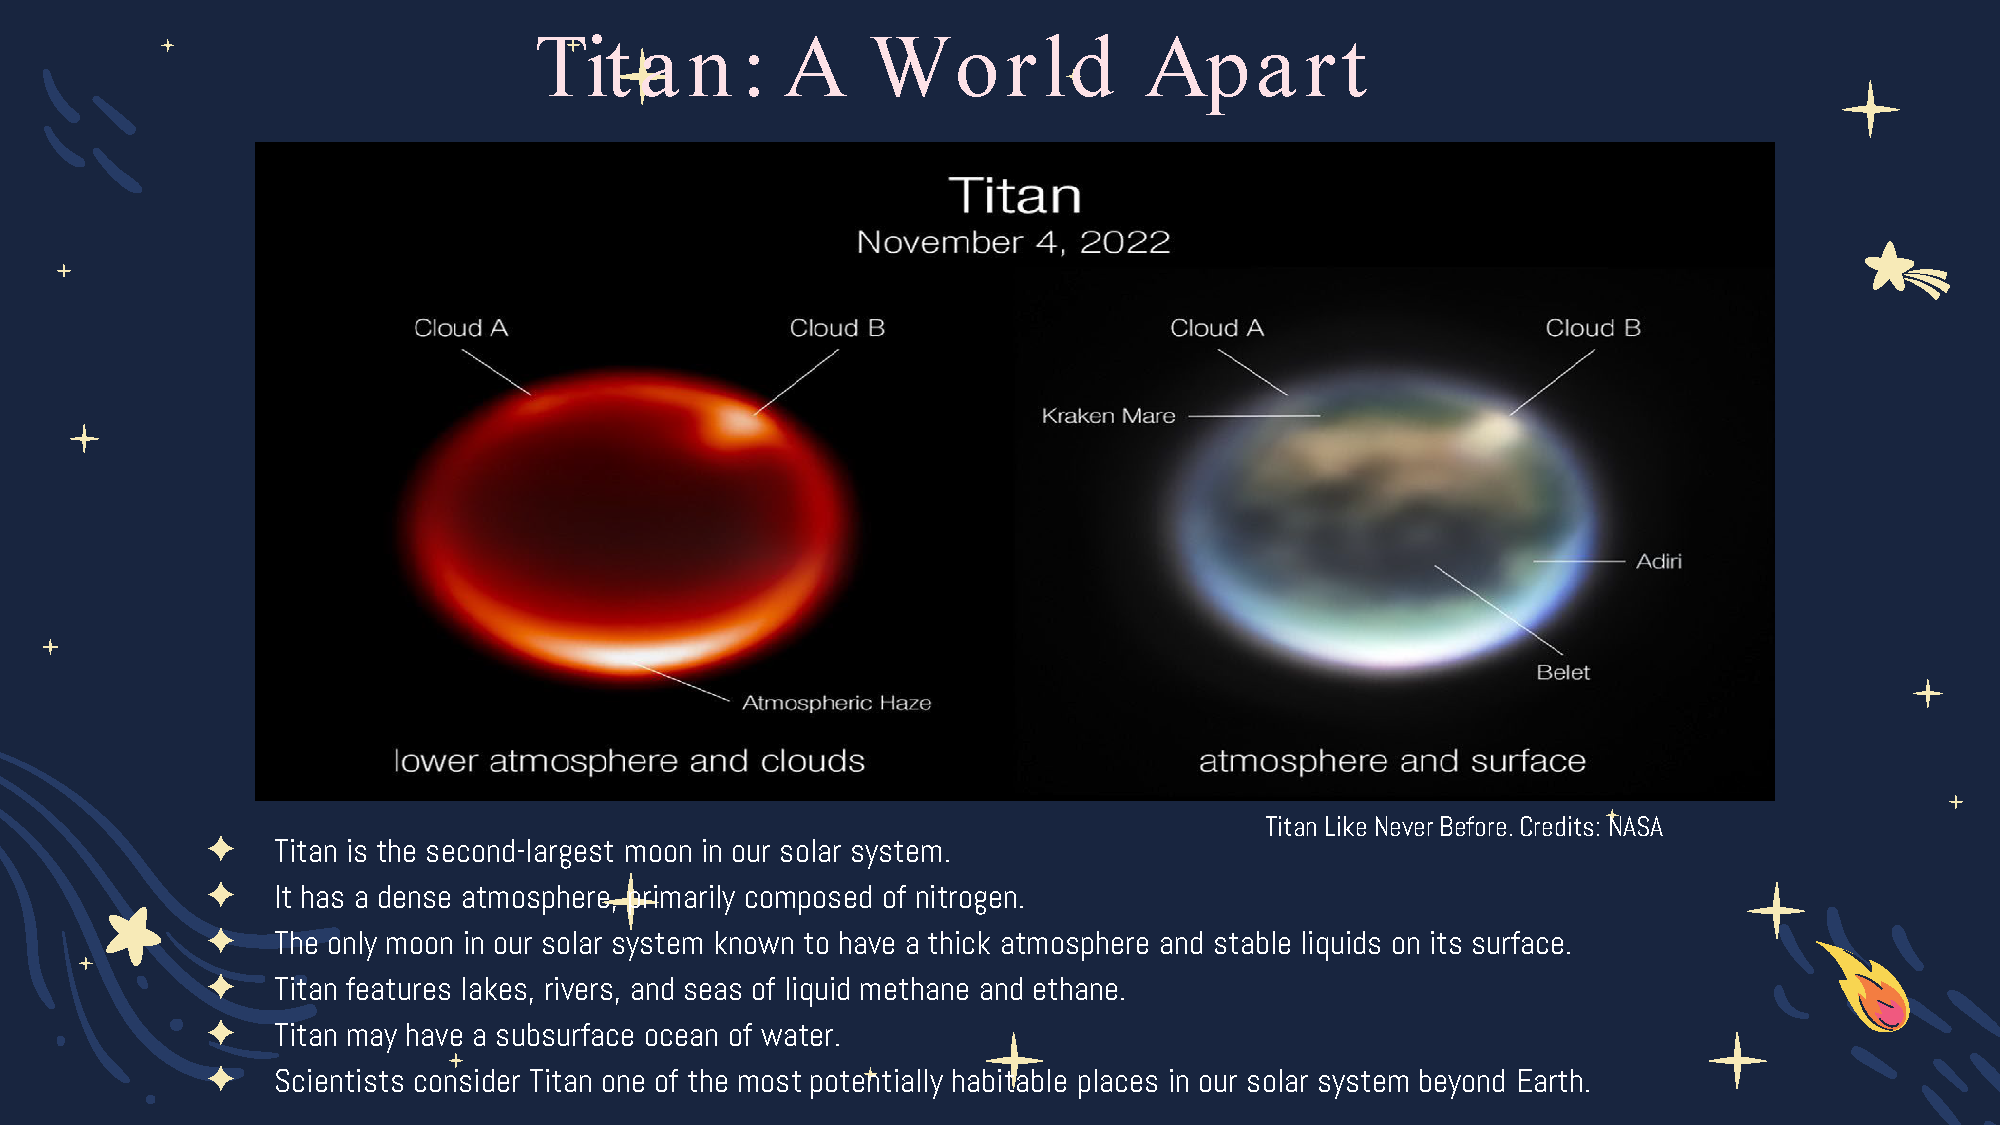 Titan: A World Apart
Titan
November 4, 2022
Cloud A
Cloud B
Atmospheric Haze
lower atmosphere and clouds
Cloud A
Cloud B
Kraken Mare
Adiri
Belet
atmosphere and surface
Titan Like Never Before. Credits: NASA
Titan is the second-largest moon in our solar system.
It has a dense atmosphere, primarily composed of nitrogen.
The only moon in our solar system known to have a thick atmosphere and stable liquids on its surface.
Titan features lakes, rivers, and seas of liquid methane and ethane.
Titan may have a subsurface ocean of water.
Scientists consider Titan one of the most potentially habitable places in our solar system beyond Earth.